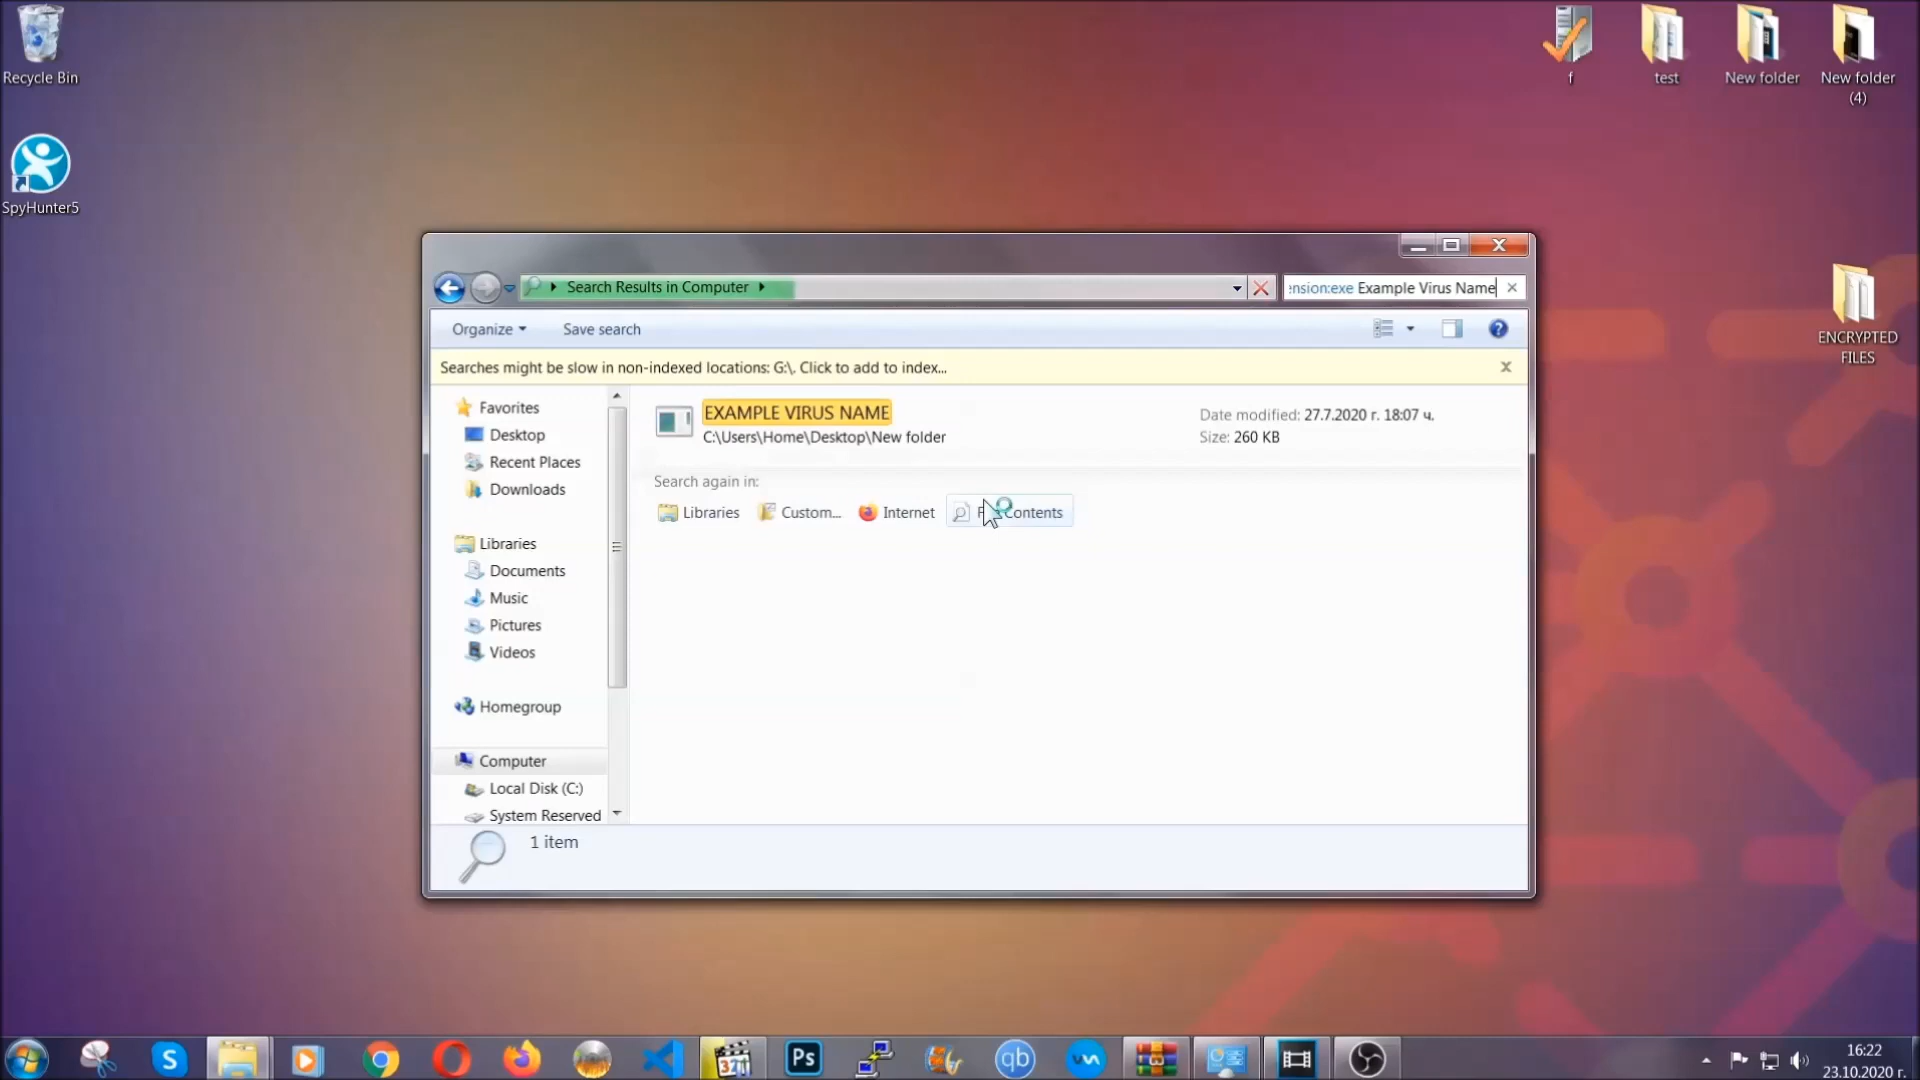 Recycle Bin
SpyHunter5
f
test
New folder
New folder
(4)
ENCRYPTED
FILES
Search Results in Computer
ension:exe Example Virus Name
Organize
Save search
Searches might be slow in non-indexed locations: G:\. Click to add to index...
Favorites
Desktop
Recent Places
Downloads
Libraries
Documents
Music
Pictures
Videos
Homegroup
Computer
Local Disk (C:)
System Reserved
EXAMPLE VIRUS NAME
C:\Users\Home\Desktop\New folder
Date modified: 27.7.2020 г. 18:07 ч.
Size: 260 KB
Search again in:
Libraries
Custom...
Internet
Contents
1 item
S
321
Ps
qb
16:22
23.10.2020 г.